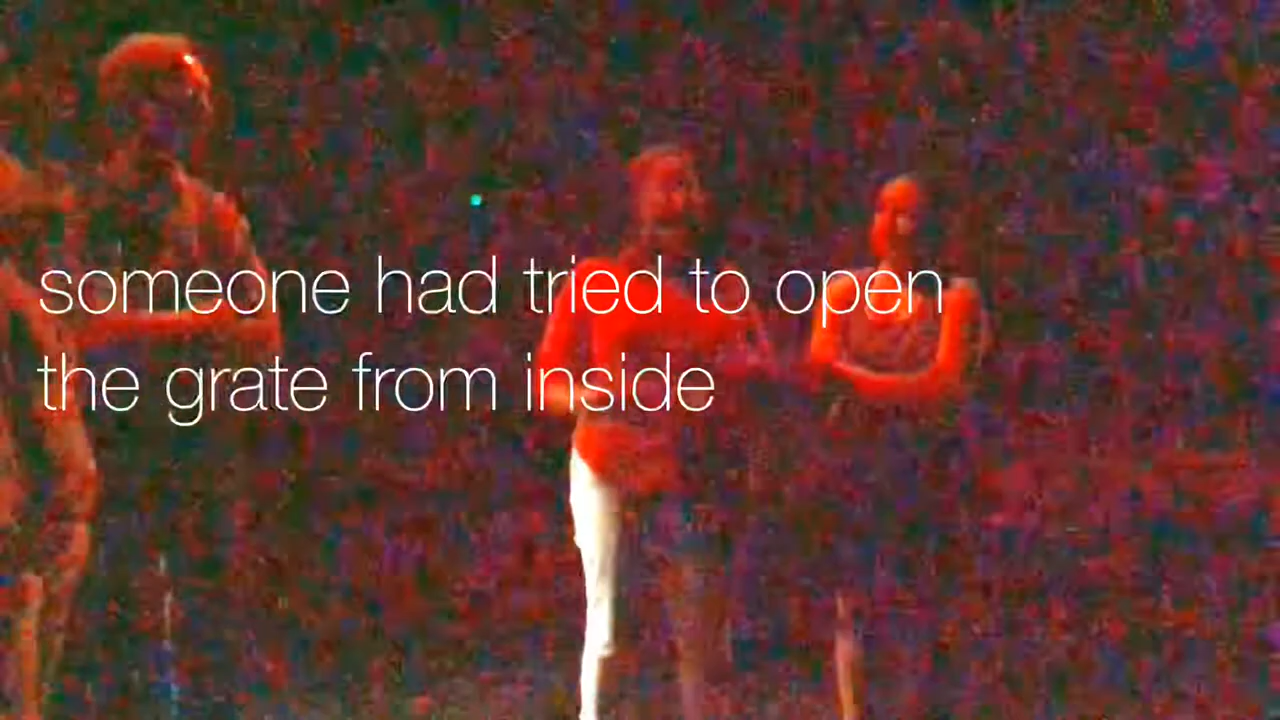 someone had tried to open
the grate from inside